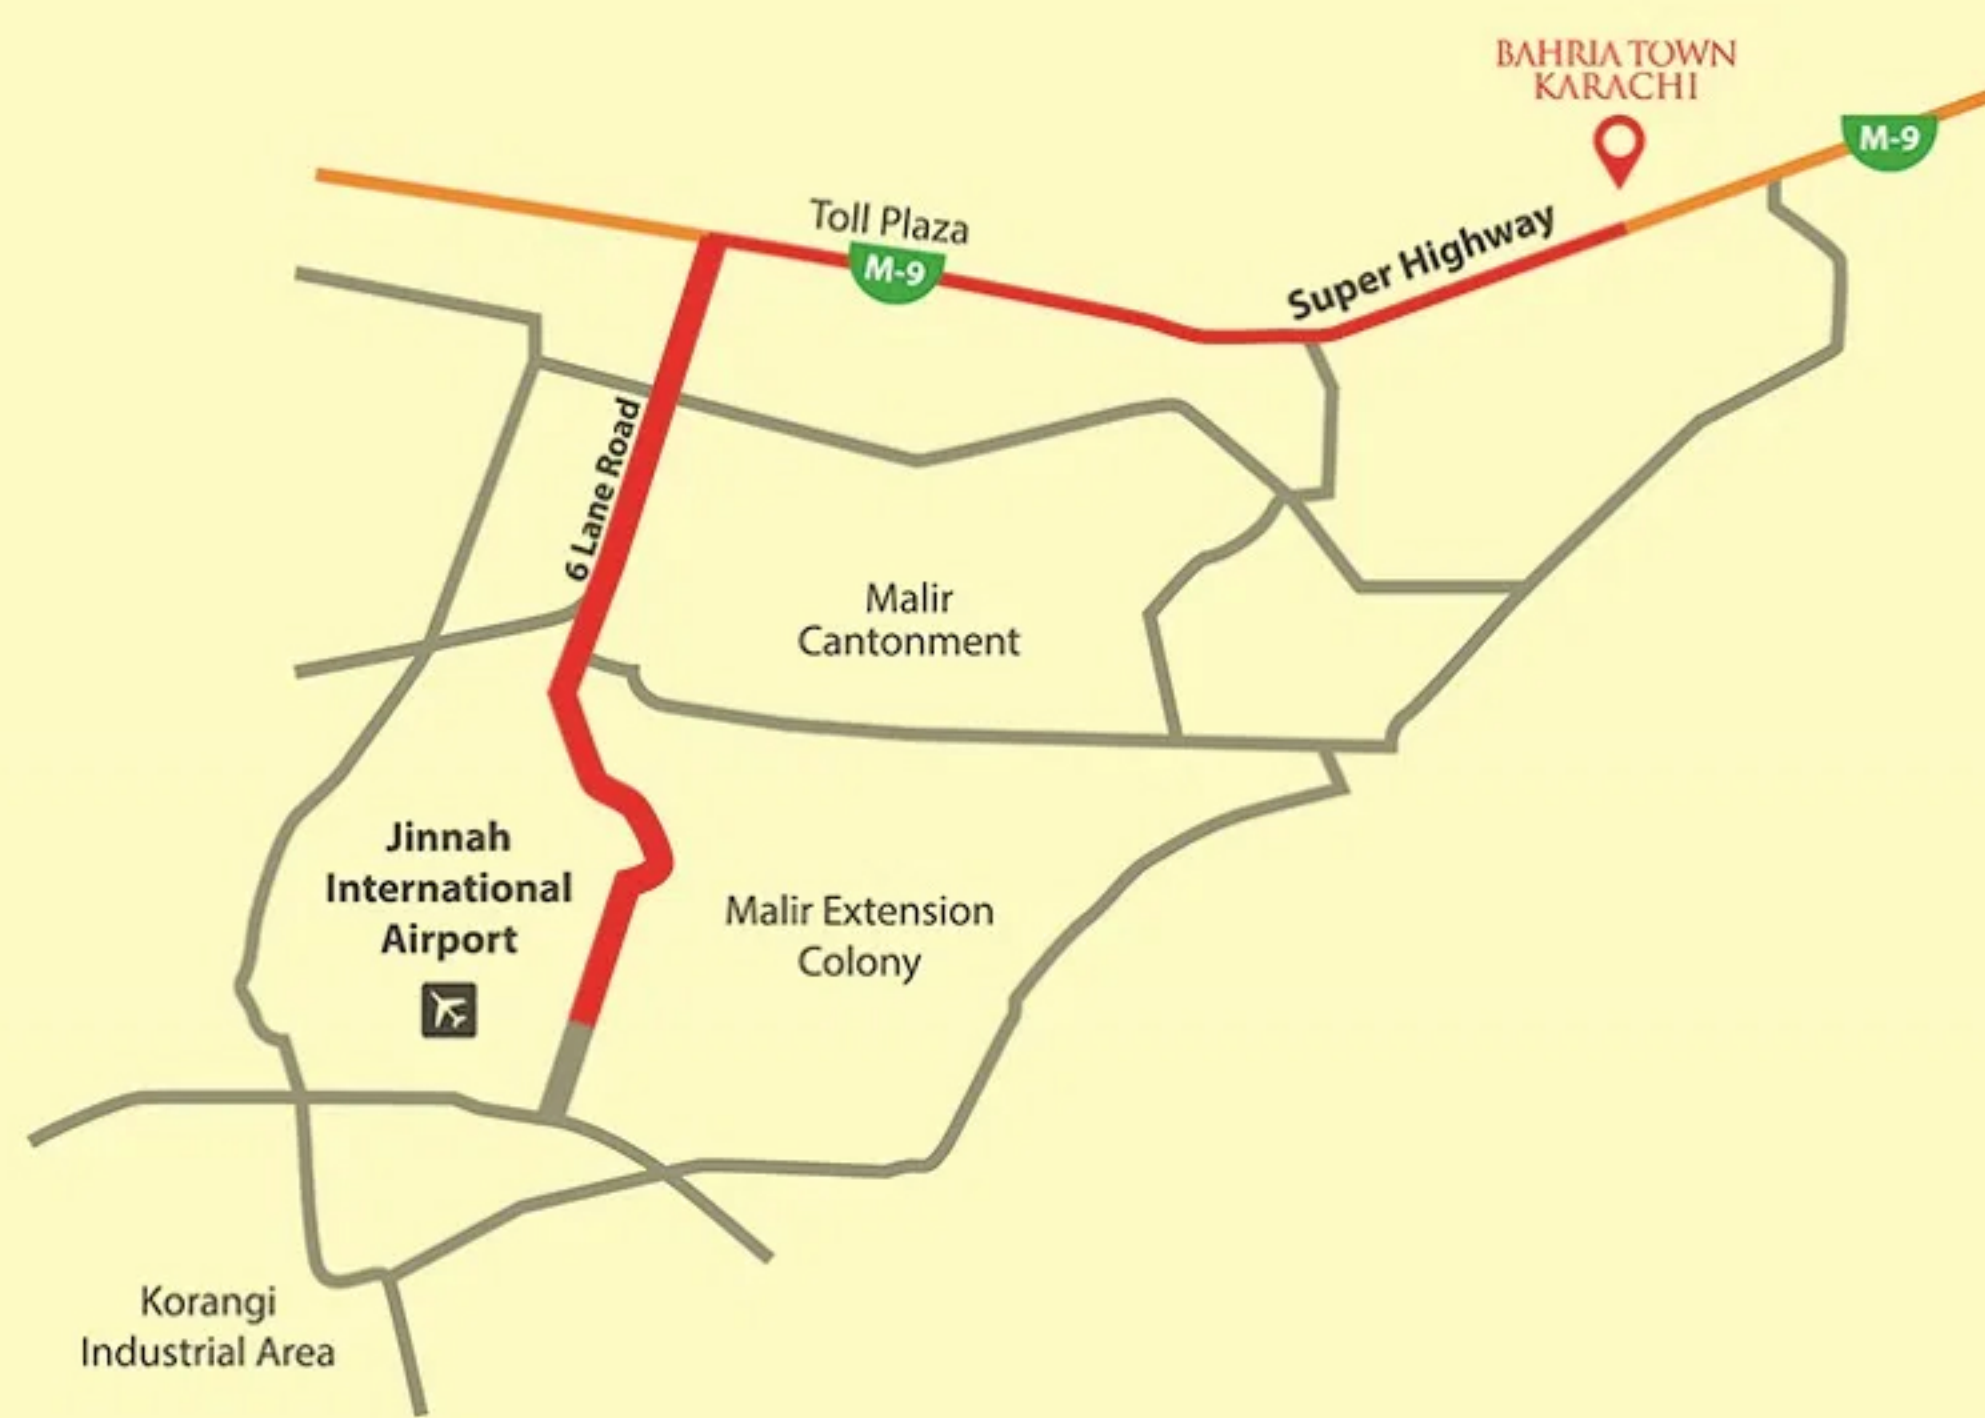 BAHRIA TOWN
KARACHI
M-9
Toll Plaza
M-9
Super Highway
6 Lane Road
Malir
Cantonment
Jinnah
International
Airport
Malir Extension
Colony
Korangi
Industrial Area